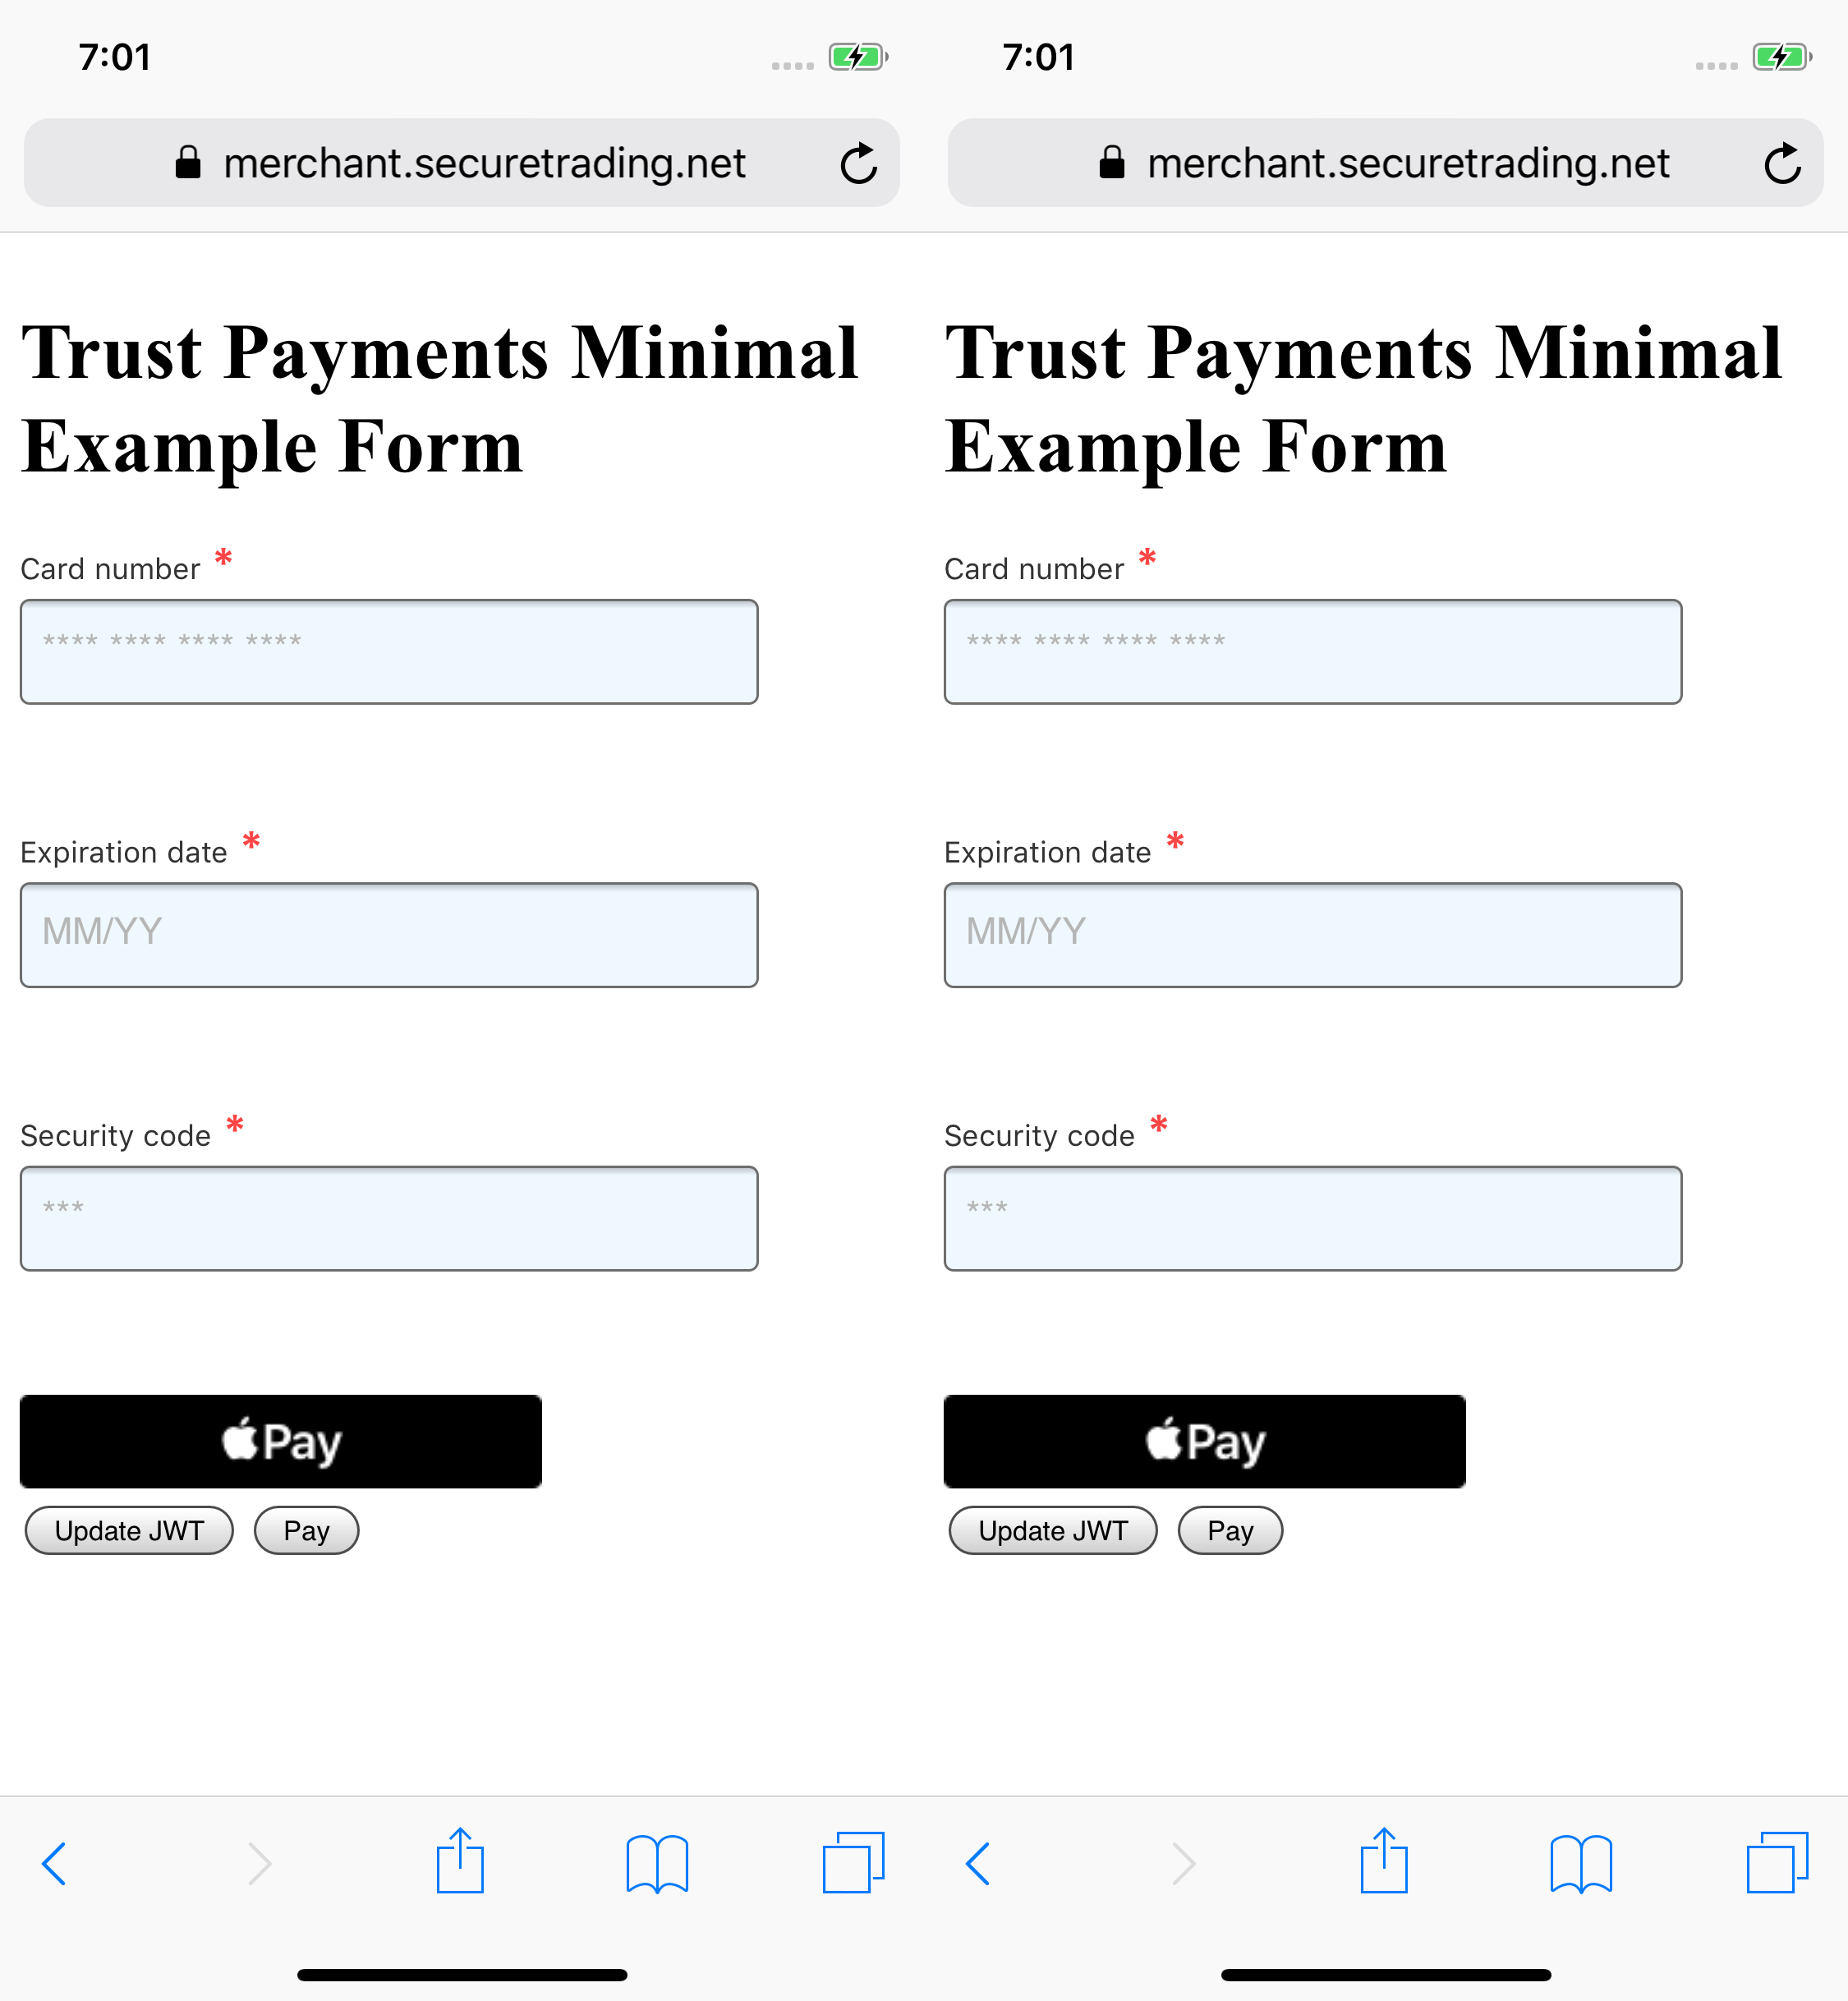 7:01
merchant.securetrading.net
Trust Payments Minimal
Example Form
Card number *
**** **** **** ****
Expiration date *
MM/YY
Security code *
***
Pay
Update JWT
Pay
7:01
merchant.securetrading.net
Trust Payments Minimal
Example Form
Card number *
**** **** **** ****
Expiration date *
MM/YY
Security code *
***
Pay
Update JWT
Pay